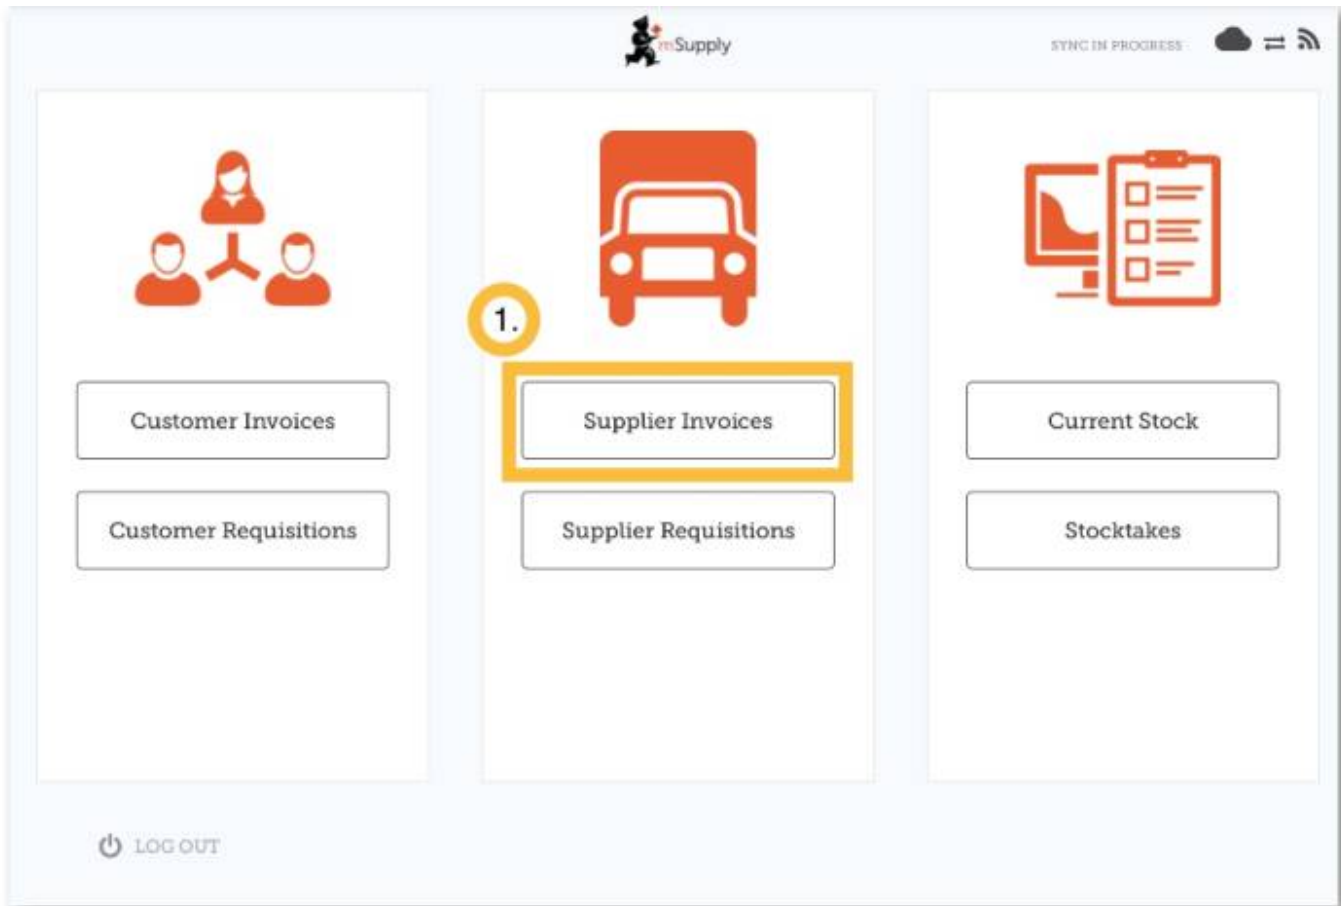 mSupply
SYNC IN PROGRESS
1.
Customer Invoices
Supplier Invoices
Current Stock
Customer Requisitions
Supplier Requisitions
Stocktakes
LOG OUT